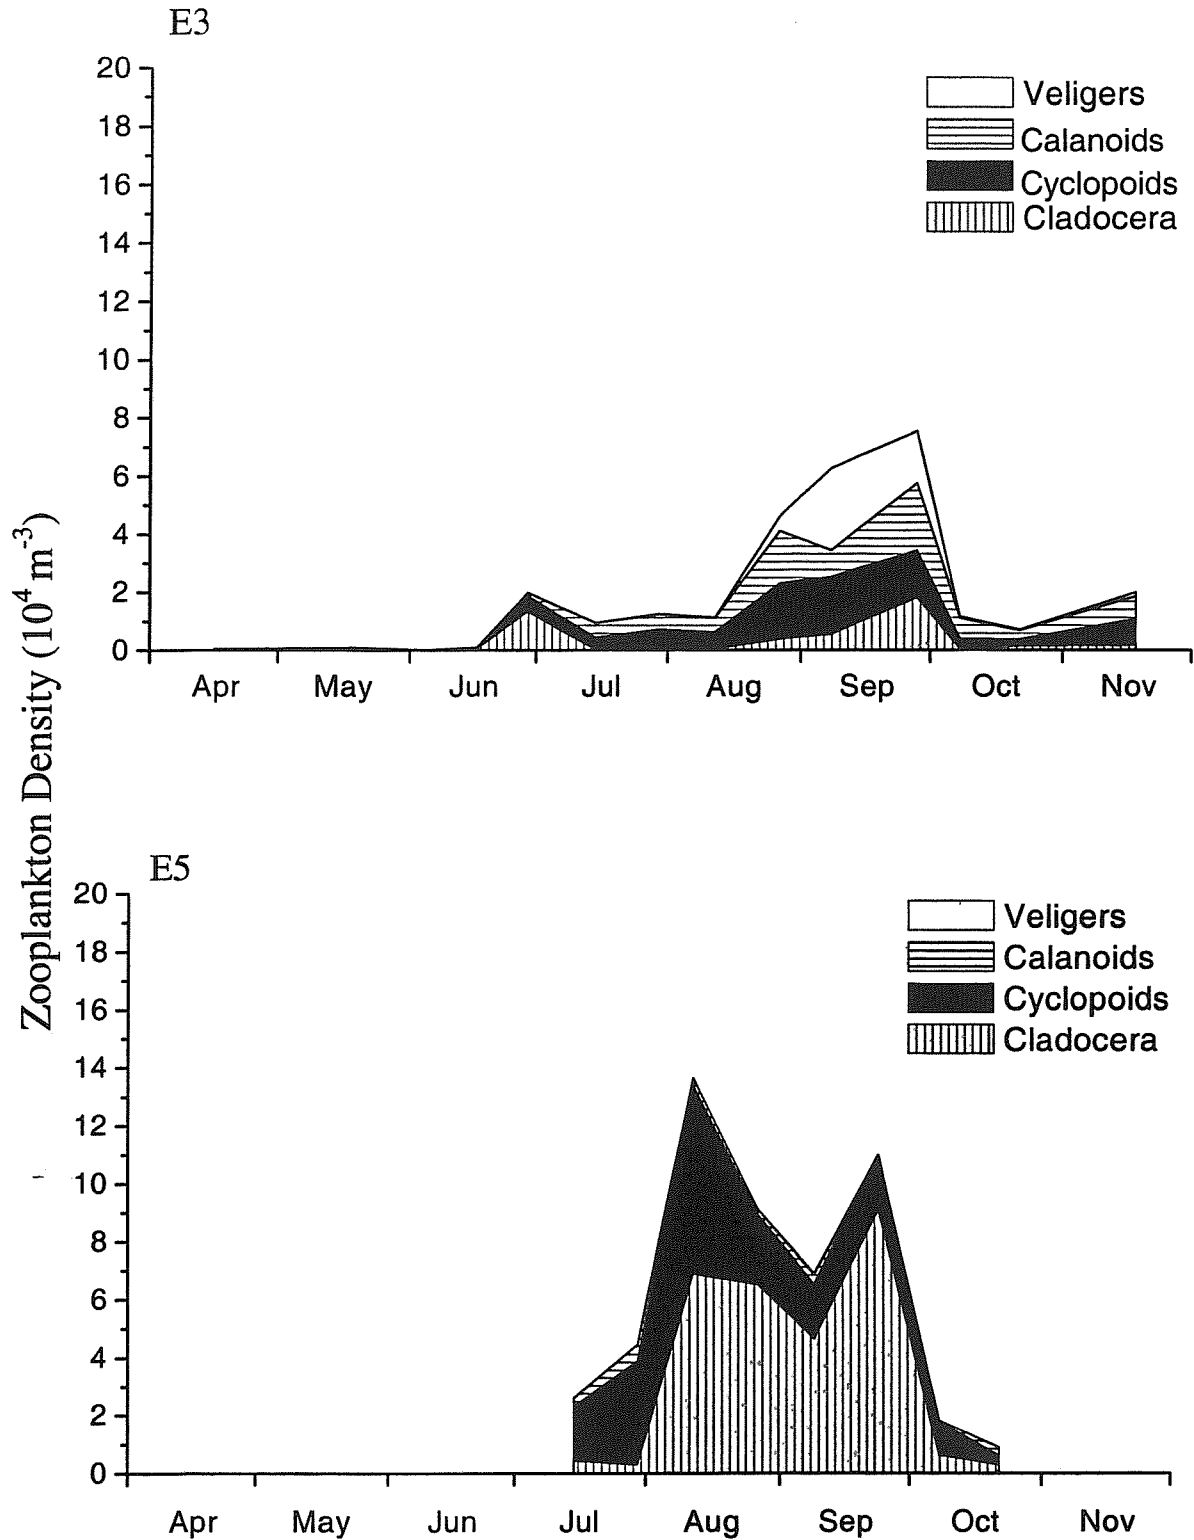 E3
20
18
16
14
12
10
8
6
4
2
0
Veligers
Calanoids
Cyclopoids
Cladocera
Apr May Jun Jul Aug Sep Oct Nov
Zooplankton Density (10⁴ m⁻³)
E5
20
18
16
14
12
10
8
6
4
2
0
Veligers
Calanoids
Cyclopoids
Cladocera
Apr May Jun Jul Aug Sep Oct Nov